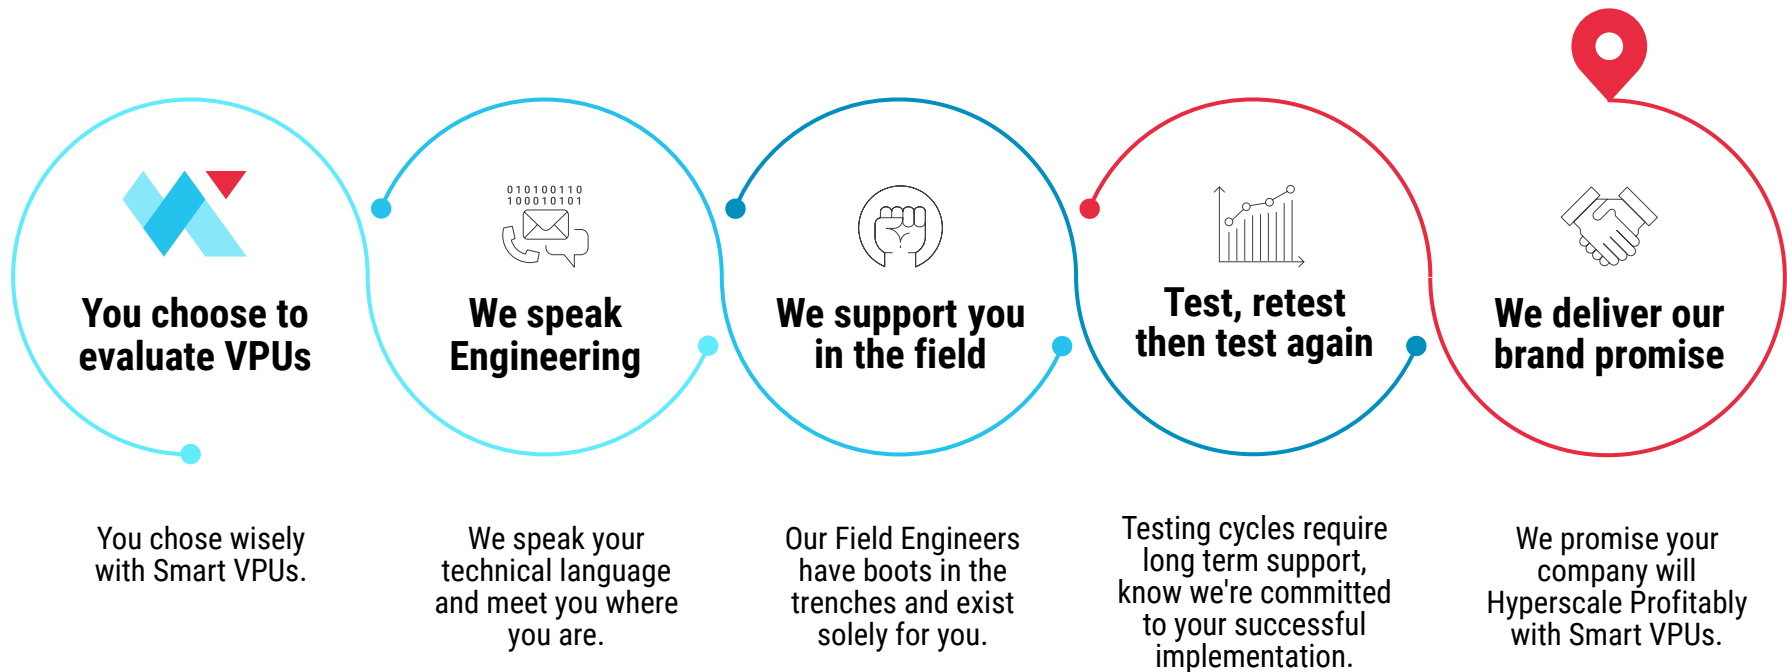 You choose to
evaluate VPUs
You chose wisely
with Smart VPUs.
010100110
100010101
We speak
Engineering
We speak your
technical language
and meet you where
you are.
We support you
in the field
Our Field Engineers
have boots in the
trenches and exist
solely for you.
Test, retest
then test again
Testing cycles require
long term support,
know we're committed
to your successful
implementation.
We deliver our
brand promise
We promise your
company will
Hyperscale Profitably
with Smart VPUs.